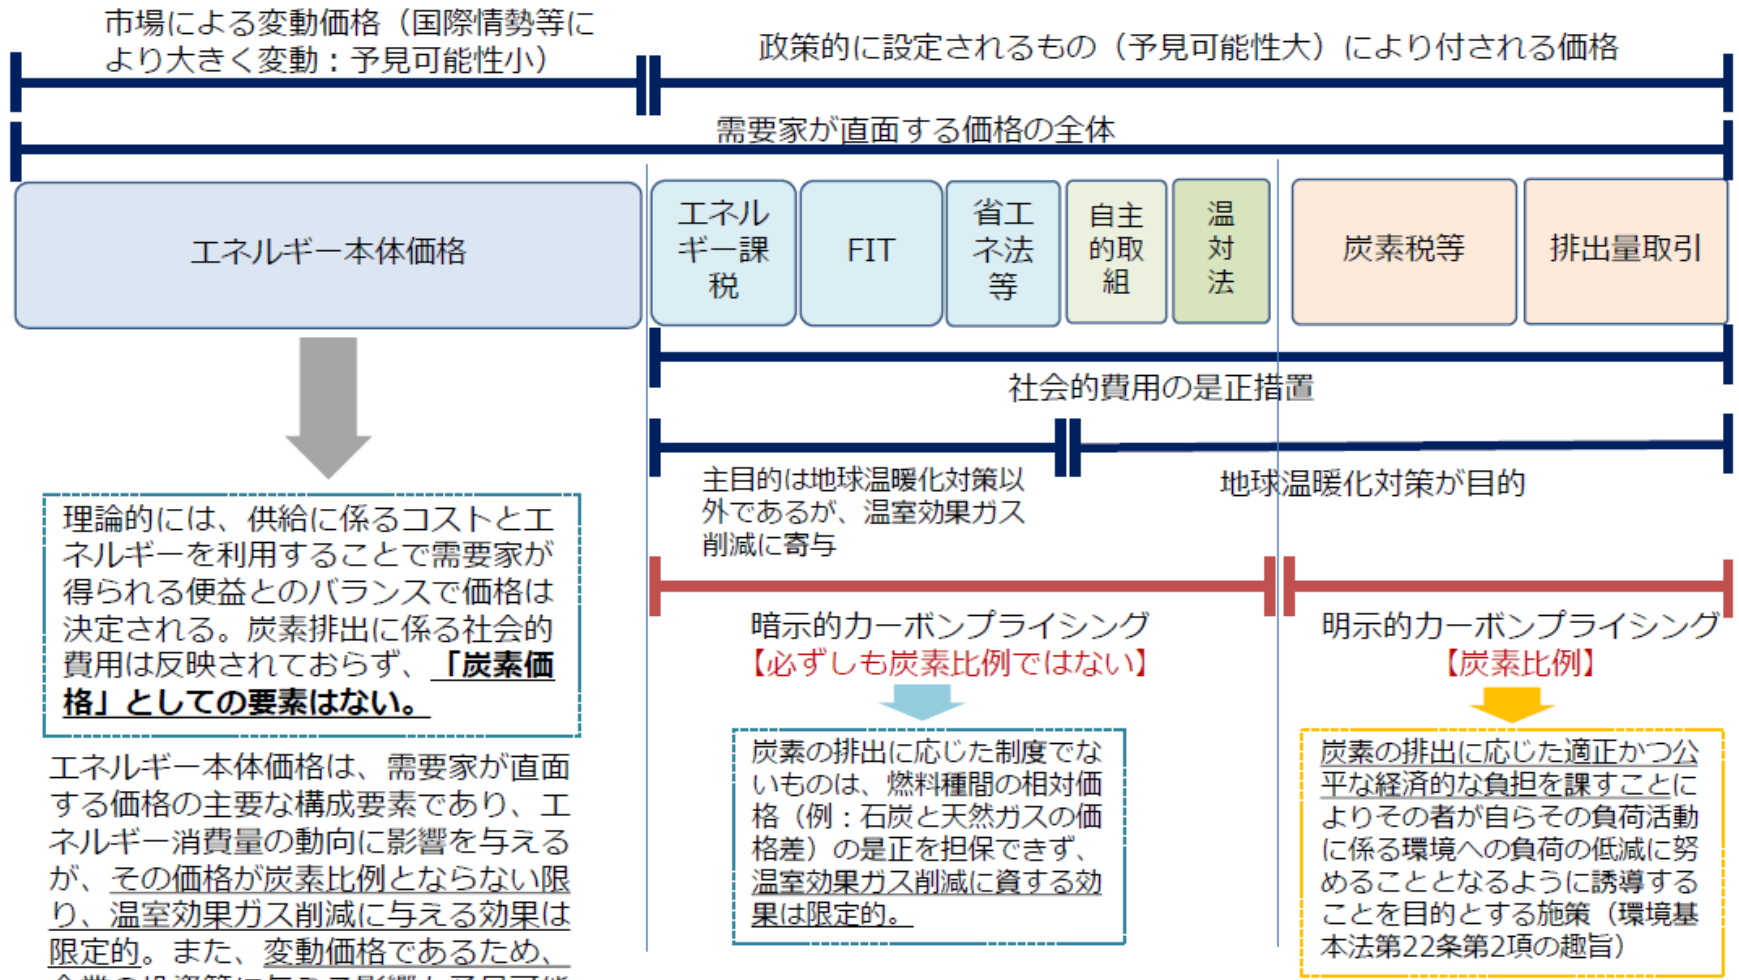 市場による変動価格（国際情勢等に
より大きく変動：予見可能性小）
政策的に設定されるもの（予見可能性大）により付される価格
需要家が直面する価格の全体
エネルギー本体価格
エネル
ギー課
税
FIT
省エ
ネ法
等
自主
的取
組
温
対
法
炭素税等
排出量取引
社会的費用の是正措置
主目的は地球温暖化対策以
外であるが、温室効果ガス
削減に寄与
地球温暖化対策が目的
暗示的カーボンプライシング
【必ずしも炭素比例ではない】
明示的カーボンプライシング
【炭素比例】
理論的には、供給に係るコストとエ
ネルギーを利用することで需要家が
得られる便益とのバランスで価格は
決定される。炭素排出に係る社会的
費用は反映されておらず、「炭素価
格」としての要素はない。
エネルギー本体価格は、需要家が直面
する価格の主要な構成要素であり、エ
ネルギー消費量の動向に影響を与える
が、その価格が炭素比例とならない限
り、温室効果ガス削減に与える効果は
限定的。また、変動価格であるため、
炭素の排出に応じた制度でな
いものは、燃料種間の相対価
格（例：石炭と天然ガスの価
格差）の是正を担保できず、
温室効果ガス削減に資する効
果は限定的。
炭素の排出に応じた適正かつ公
平な経済的な負担を課すことに
よりその者が自らその負荷活動
に係る環境への負荷の低減に努
めることとなるように誘導する
ことを目的とする施策（環境基
本法第22条第2項の趣旨）